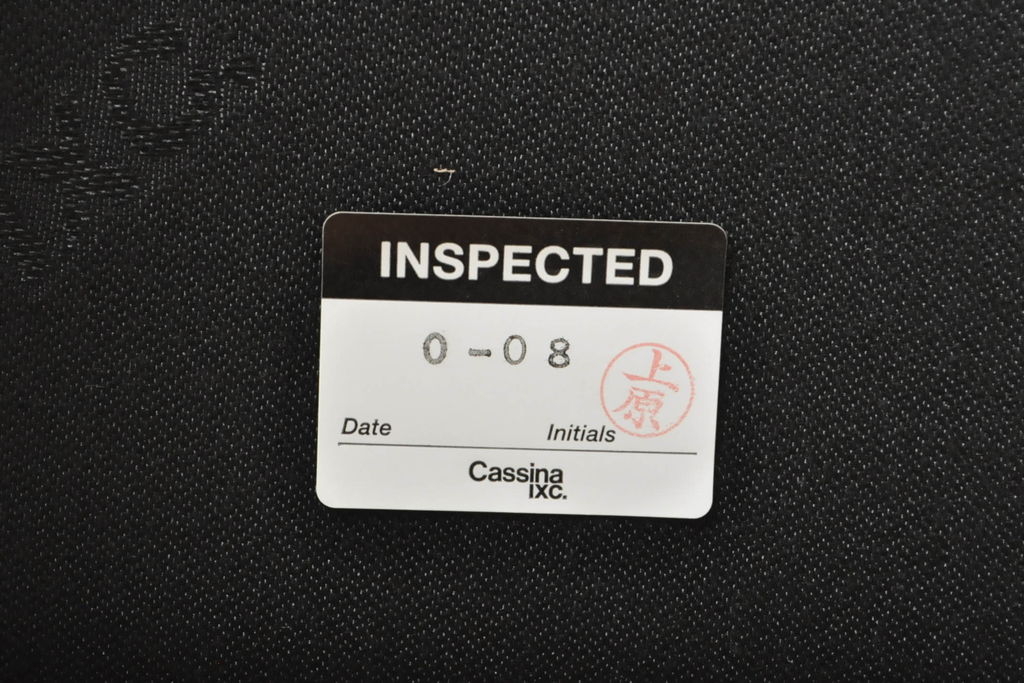 INSPECTED
0-08
上原
Date Initials
Cassina
IXC.